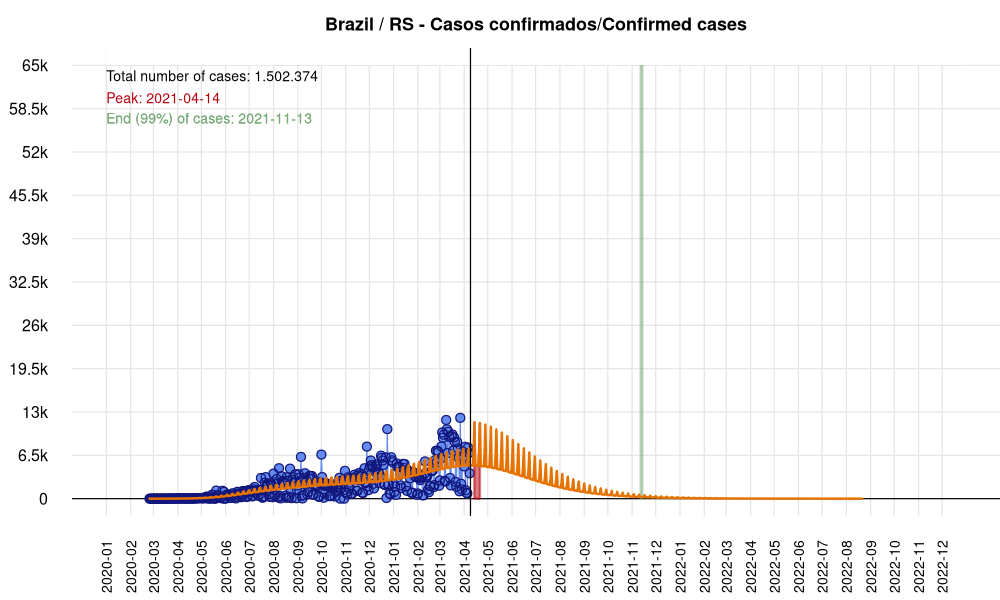 Brazil / RS - Casos confirmados/Confirmed cases
65k
Total number of cases: 1.502.374
Peak: 2021-04-14
58.5k
End (99%) of cases: 2021-11-13
52k
45.5k
39k
32.5k
26k
19.5k
13k
6.5k
0
2020-01
2020-02
2020-03
2020-04
2020-05
2020-06
2020-07
2020-08
2020-09
2020-10
2020-11
2020-12
2021-01
2021-02
2021-03
2021-04
2021-05
2021-06
2021-07
2021-08
2021-09
2021-10
2021-11
2021-12
2022-01
2022-02
2022-03
2022-04
2022-05
2022-06
2022-07
2022-08
2022-09
2022-10
2022-11
2022-12